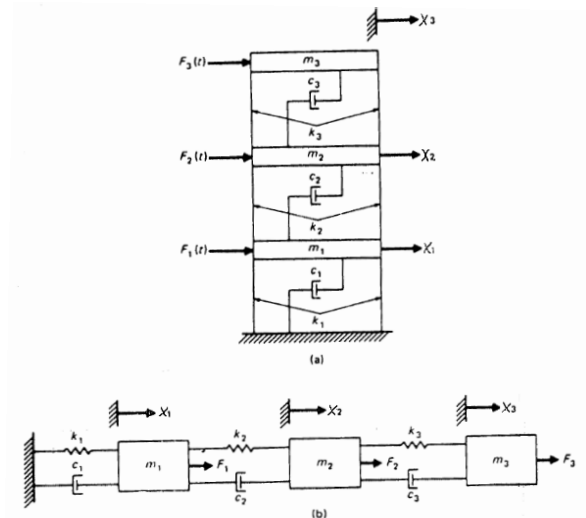 X3
F3(t)
m3
c3
k3
F2(t)
m2
X2
c2
k2
F1(t)
m1
X1
c1
k1
(a)
X1
X2
X3
k1
k2
k3
m1
F1
m2
F2
m3
F3
c1
c2
c3
(b)